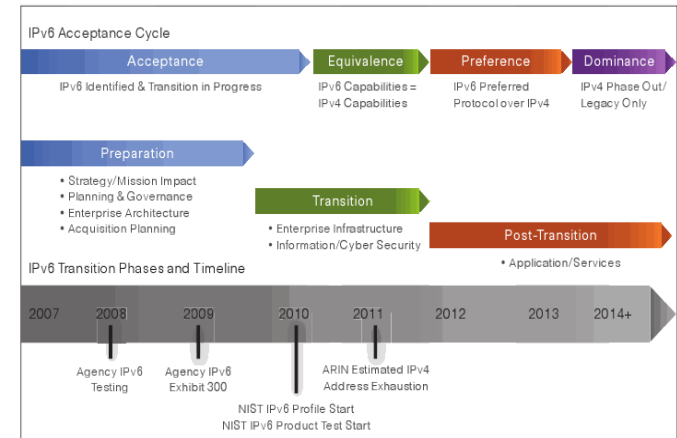 IPv6 Acceptance Cycle
Acceptance
Equivalence
Preference
Dominance
IPv6 Identified & Transition in Progress
IPv6 Capabilities =
IPv4 Capabilities
IPv6 Preferred
Protocol over IPv4
IPv4 Phase Out/
Legacy Only
Preparation
• Strategy/Mission Impact
• Planning & Governance
• Enterprise Architecture
• Acquisition Planning
Transition
• Enterprise Infrastructure
• Information/Cyber Security
Post-Transition
• Application/Services
IPv6 Transition Phases and Timeline
2007 2008 2009 2010 2011 2012 2013 2014+
Agency IPv6
Testing
Agency IPv6
Exhibit 300
NIST IPv6 Profile Start
NIST IPv6 Product Test Start
ARIN Estimated IPv4
Address Exhaustion